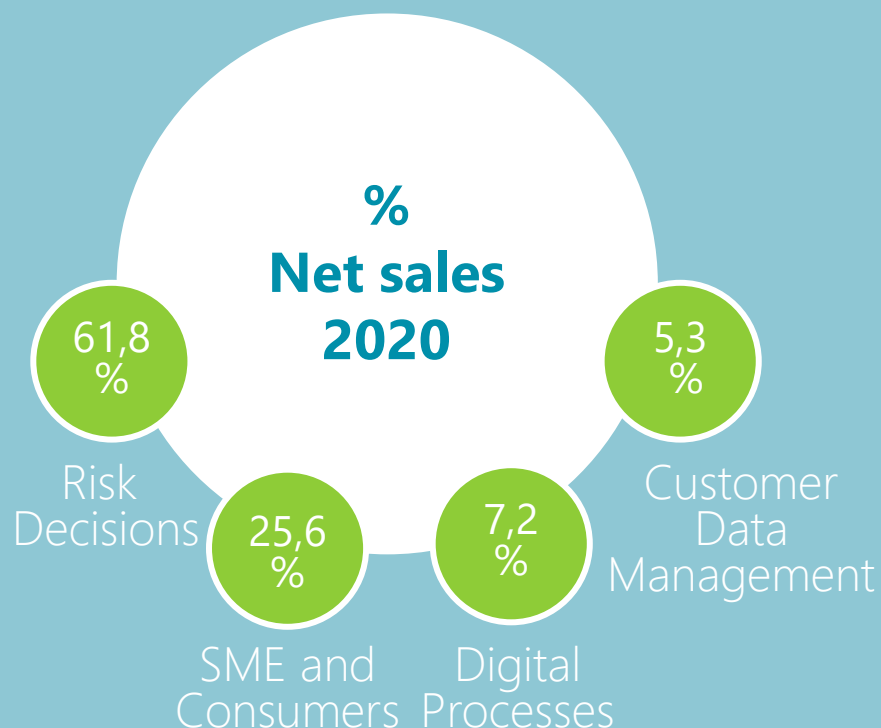 %
Net sales
2020
61,8
%
Risk
Decisions
25,6
%
SME and
Consumers
7,2
%
Digital
Processes
5,3
%
Customer
Data
Management